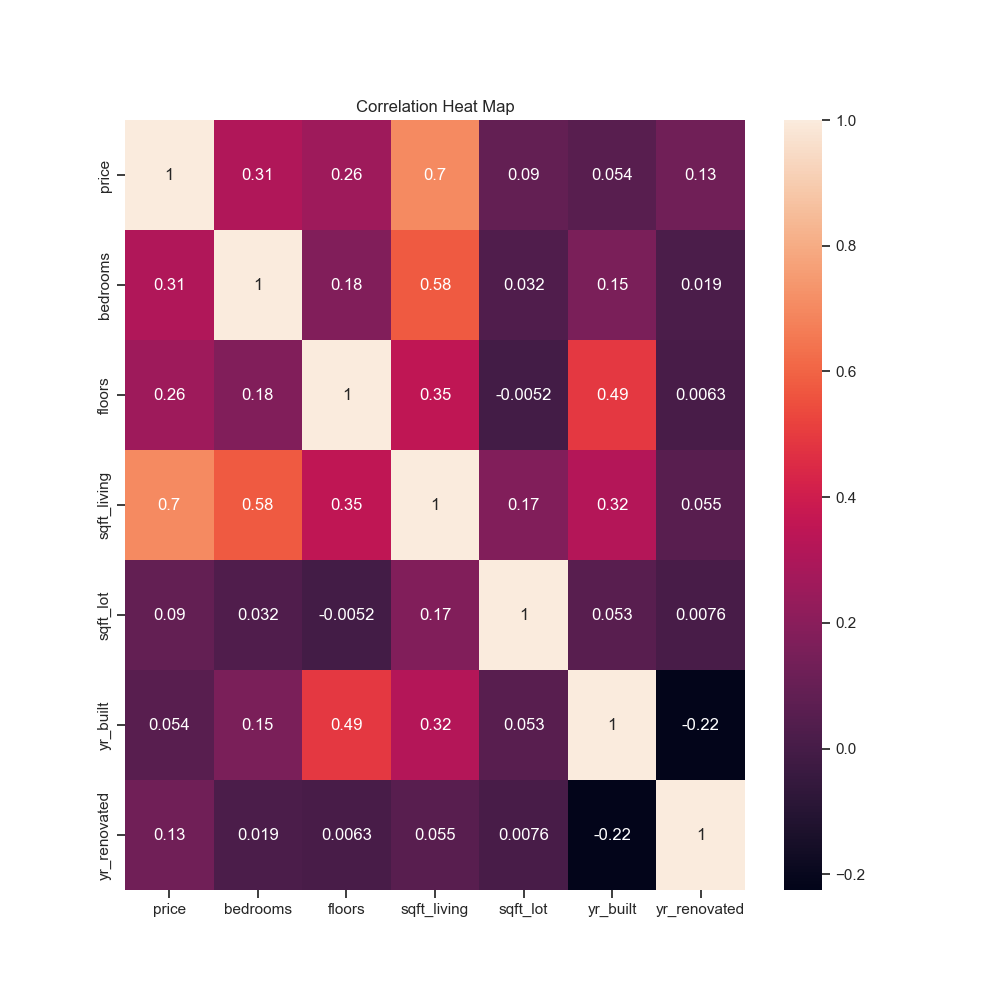 Correlation Heat Map
price 1 0.31 0.26 0.7 0.09 0.054 0.13
bedrooms 0.31 1 0.18 0.58 0.032 0.15 0.019
floors 0.26 0.18 1 0.35 -0.0052 0.49 0.0063
sqft_living 0.7 0.58 0.35 1 0.17 0.32 0.055
sqft_lot 0.09 0.032 -0.0052 0.17 1 0.053 0.0076
yr_built 0.054 0.15 0.49 0.32 0.053 1 -0.22
yr_renovated 0.13 0.019 0.0063 0.055 0.0076 -0.22 1
price bedrooms floors sqft_living sqft_lot yr_built yr_renovated
1.0
0.8
0.6
0.4
0.2
0.0
−0.2